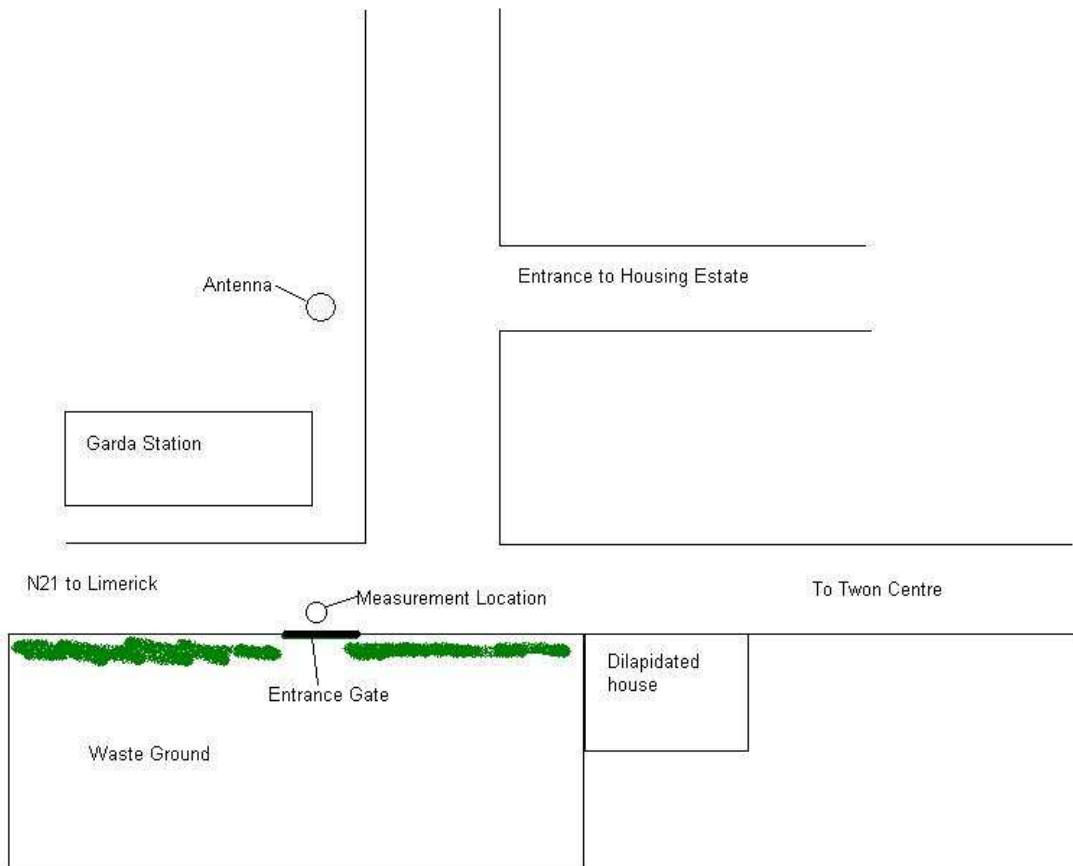 Entrance to Housing Estate
Antenna
Garda Station
N21 to Limerick
Measurement Location
To Twon Centre
Entrance Gate
Dilapidated
house
Waste Ground